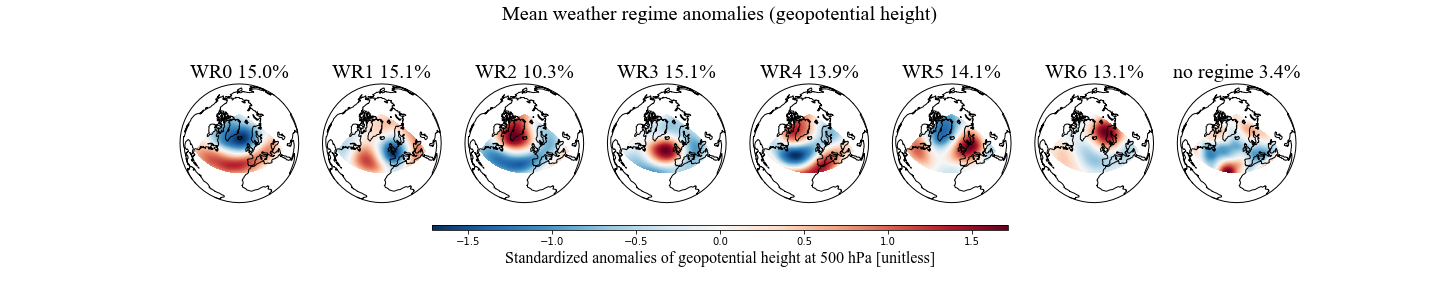 Mean weather regime anomalies (geopotential height)
WR0 15.0% WR1 15.1% WR2 10.3% WR3 15.1% WR4 13.9% WR5 14.1% WR6 13.1% no regime 3.4%
−1.5 −1.0 −0.5 0.0 0.5 1.0 1.5
Standardized anomalies of geopotential height at 500 hPa [unitless]